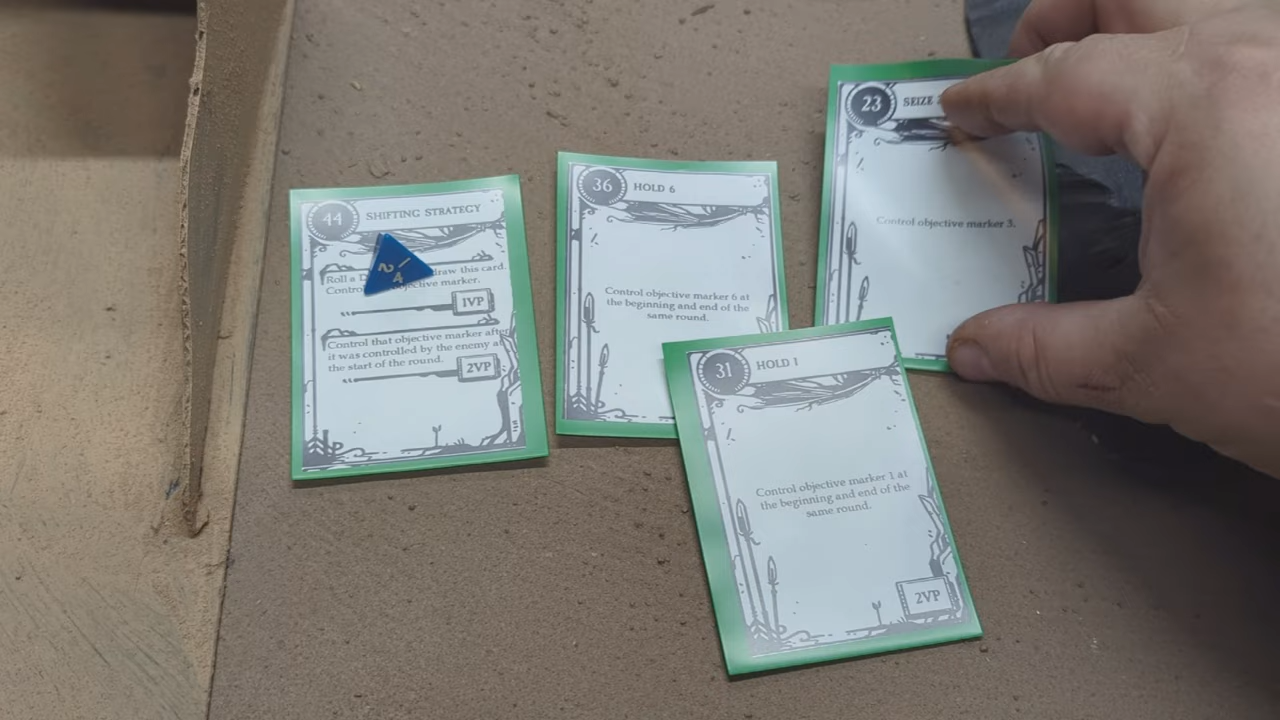 44
SHIFTING STRATEGY
Roll a D draw this card.
objective marker.
1VP
Control that objective marker after
it was controlled by the enemy at
the start of the round.
2VP
2
1
4
36
HOLD 6
Control objective marker 6 at
the beginning and end of the
same round.
23
SEIZE
Control objective marker 3.
31
HOLD 1
Control objective marker 1 at
the beginning and end of the
same round.
2VP